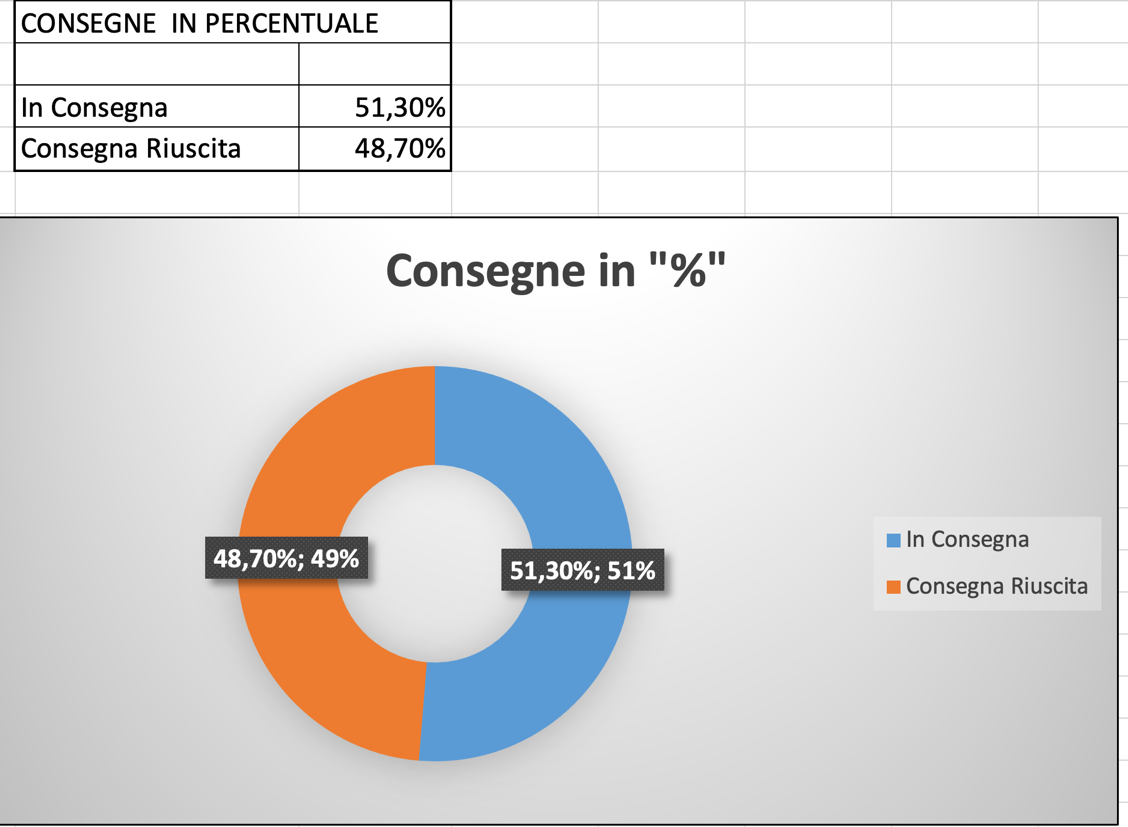 CONSEGNE  IN PERCENTUALE
In Consegna 51,30%
Consegna Riuscita 48,70%
Consegne in "%"
48,70%; 49%
51,30%; 51%
In Consegna
Consegna Riuscita